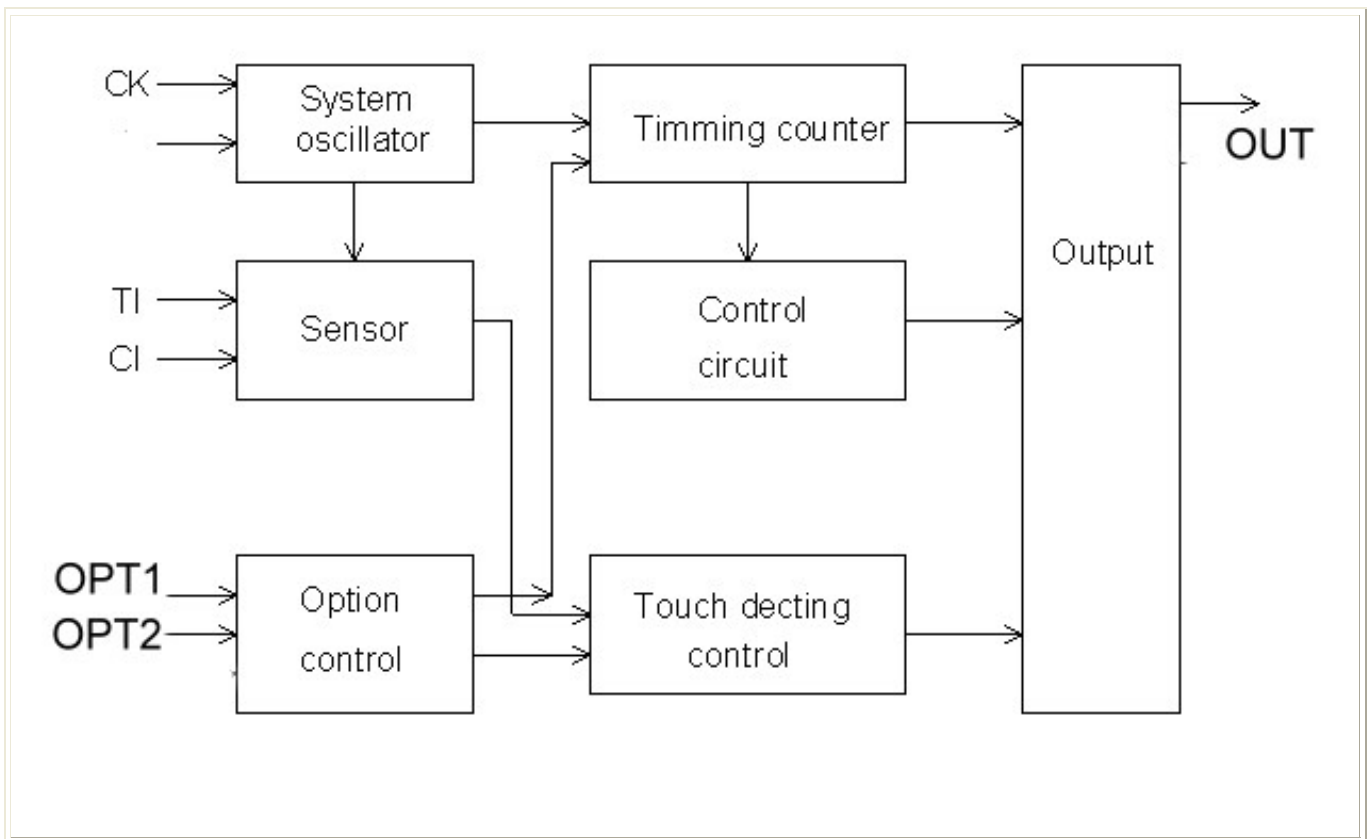 CK
System
oscillator
Timming counter
OUT
TI
CI
Sensor
Control
circuit
Output
OPT1
OPT2
Option
control
Touch decting
control